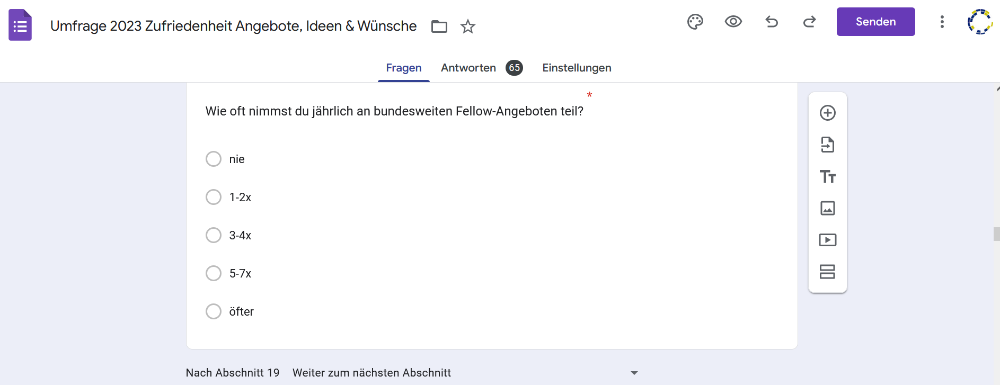 Umfrage 2023 Zufriedenheit Angebote, Ideen & Wünsche
Senden
Fragen
Antworten 65
Einstellungen
Wie oft nimmst du jährlich an bundesweiten Fellow-Angeboten teil? *
nie
1-2x
3-4x
5-7x
öfter
Nach Abschnitt 19 Weiter zum nächsten Abschnitt